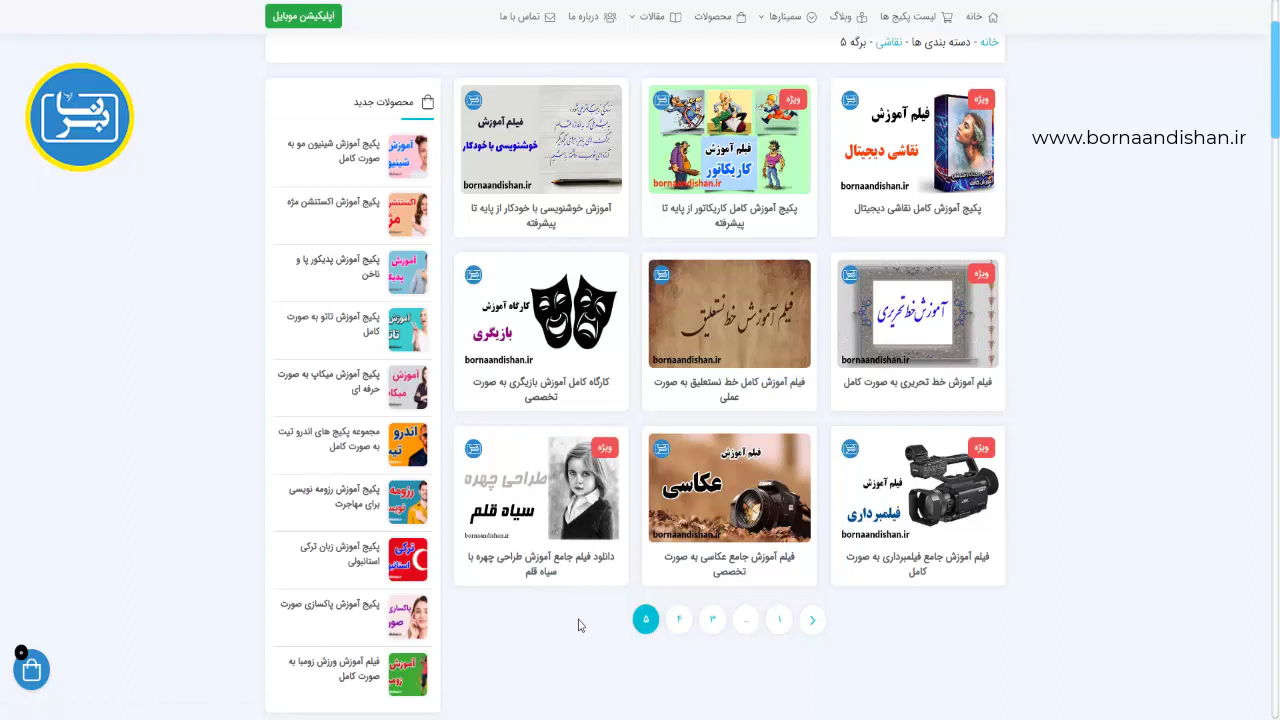 خانه
لیست پکیج ها
وبلاگ
سمینارها
محصولات
مقالات
درباره ما
تماس با ما
اپلیکیشن موبایل
خانه - دسته بندی ها - نقاشی - برگه ۵
برنا
www.bornaandishan.ir
ویژه
فیلم آموزش
نقاشی دیجیتال
bornaandishan.ir
پکیج آموزش کامل نقاشی دیجیتال
ویژه
فیلم آموزش
کاریکاتور
bornaandishan.ir
پکیج آموزش کامل کاریکاتور از پایه تا
پیشرفته
فیلم آموزش
خوشنویسی با خودکار
bornaandishan.ir
آموزش خوشنویسی با خودکار از پایه تا
پیشرفته
ویژه
آموزش خط تحریری
bornaandishan.ir
فیلم آموزش خط تحریری به صورت کامل
فیلم آموزش خط نستعلیق
bornaandishan.ir
فیلم آموزش کامل خط نستعلیق به صورت
عملی
کارگاه آموزش
بازیگری
bornaandishan.ir
کارگاه کامل آموزش بازیگری به صورت
تخصصی
ویژه
فیلم آموزش
فیلمبرداری
bornaandishan.ir
فیلم آموزش جامع فیلمبرداری به صورت
کامل
فیلم آموزش
عکاسی
bornaandishan.ir
فیلم آموزش جامع عکاسی به صورت
تخصصی
ویژه
طراحی چهره
سیاه قلم
bornaandishan.ir
دانلود فیلم جامع آموزش طراحی چهره با
سیاه قلم
۱
...
۳
۴
۵
محصولات جدید
آموزش
پکیج آموزش شینیون مو به
صورت کامل
پکیج آموزش اکستنشن مژه
آموزش
پکیج آموزش پدیکور پا و
ناخن
پکیج آموزش تاتو به صورت
کامل
آموزش
پکیج آموزش میکاپ به صورت
حرفه ای
اندرو
تیت
مجموعه پکیج های اندرو تیت
به صورت کامل
رزومه
پکیج آموزش رزومه نویسی
برای مهاجرت
ترکی
پکیج آموزش زبان ترکی
استانبولی
پکیج آموزش پاکسازی صورت
آموزش
فیلم آموزش ورزش زومبا به
صورت کامل
۰